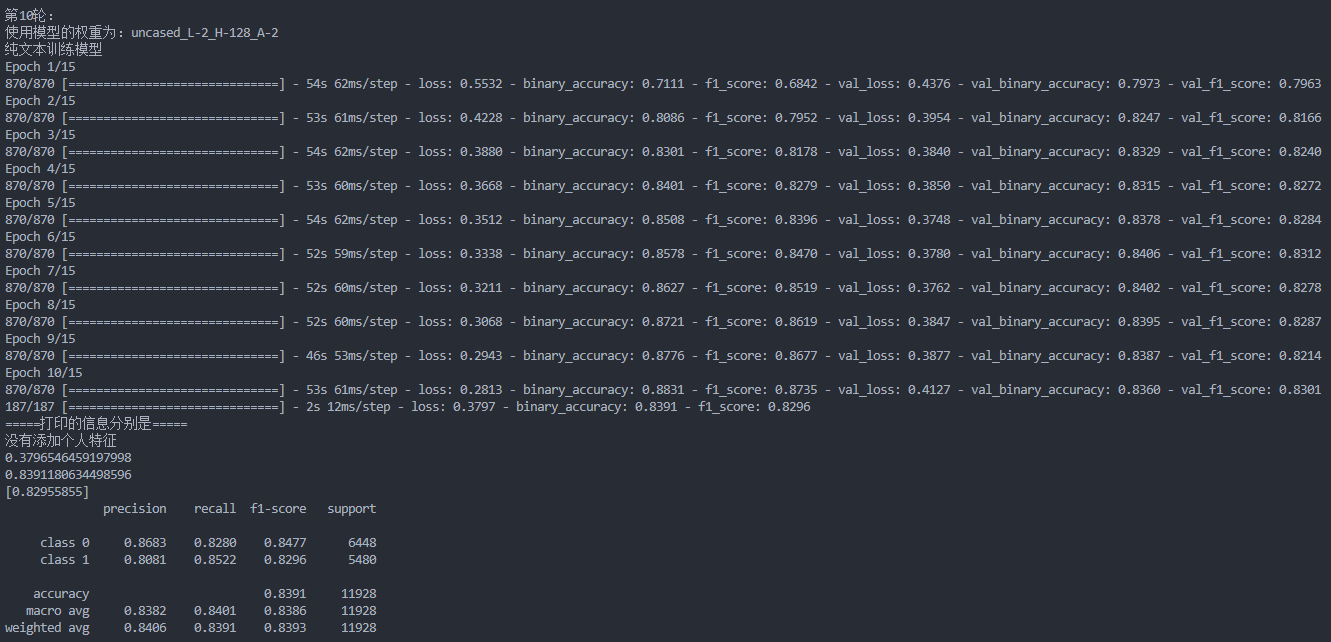 第10轮：
使用模型的权重为：uncased_L-2_H-128_A-2
纯文本训练模型
Epoch 1/15
870/870 [==============================] - 54s 62ms/step - loss: 0.5532 - binary_accuracy: 0.7111 - f1_score: 0.6842 - val_loss: 0.4376 - val_binary_accuracy: 0.7973 - val_f1_score: 0.7963
Epoch 2/15
870/870 [==============================] - 53s 61ms/step - loss: 0.4228 - binary_accuracy: 0.8086 - f1_score: 0.7952 - val_loss: 0.3954 - val_binary_accuracy: 0.8247 - val_f1_score: 0.8166
Epoch 3/15
870/870 [==============================] - 54s 62ms/step - loss: 0.3880 - binary_accuracy: 0.8301 - f1_score: 0.8178 - val_loss: 0.3840 - val_binary_accuracy: 0.8329 - val_f1_score: 0.8240
Epoch 4/15
870/870 [==============================] - 53s 60ms/step - loss: 0.3668 - binary_accuracy: 0.8401 - f1_score: 0.8279 - val_loss: 0.3850 - val_binary_accuracy: 0.8315 - val_f1_score: 0.8272
Epoch 5/15
870/870 [==============================] - 54s 62ms/step - loss: 0.3512 - binary_accuracy: 0.8508 - f1_score: 0.8396 - val_loss: 0.3748 - val_binary_accuracy: 0.8378 - val_f1_score: 0.8284
Epoch 6/15
870/870 [==============================] - 52s 59ms/step - loss: 0.3338 - binary_accuracy: 0.8578 - f1_score: 0.8470 - val_loss: 0.3780 - val_binary_accuracy: 0.8406 - val_f1_score: 0.8312
Epoch 7/15
870/870 [==============================] - 52s 60ms/step - loss: 0.3211 - binary_accuracy: 0.8627 - f1_score: 0.8519 - val_loss: 0.3762 - val_binary_accuracy: 0.8402 - val_f1_score: 0.8278
Epoch 8/15
870/870 [==============================] - 52s 60ms/step - loss: 0.3068 - binary_accuracy: 0.8721 - f1_score: 0.8619 - val_loss: 0.3847 - val_binary_accuracy: 0.8395 - val_f1_score: 0.8287
Epoch 9/15
870/870 [==============================] - 46s 53ms/step - loss: 0.2943 - binary_accuracy: 0.8776 - f1_score: 0.8677 - val_loss: 0.3877 - val_binary_accuracy: 0.8387 - val_f1_score: 0.8214
Epoch 10/15
870/870 [==============================] - 53s 61ms/step - loss: 0.2813 - binary_accuracy: 0.8831 - f1_score: 0.8735 - val_loss: 0.4127 - val_binary_accuracy: 0.8360 - val_f1_score: 0.8301
187/187 [==============================] - 2s 12ms/step - loss: 0.3797 - binary_accuracy: 0.8391 - f1_score: 0.8296
=====打印的信息分别是=====
没有添加个人特征
0.3796546459197998
0.8391180634498596
[0.82955855]
precision recall f1-score support
class 0 0.8683 0.8280 0.8477 6448
class 1 0.8081 0.8522 0.8296 5480
accuracy 0.8391 11928
macro avg 0.8382 0.8401 0.8386 11928
weighted avg 0.8406 0.8391 0.8393 11928